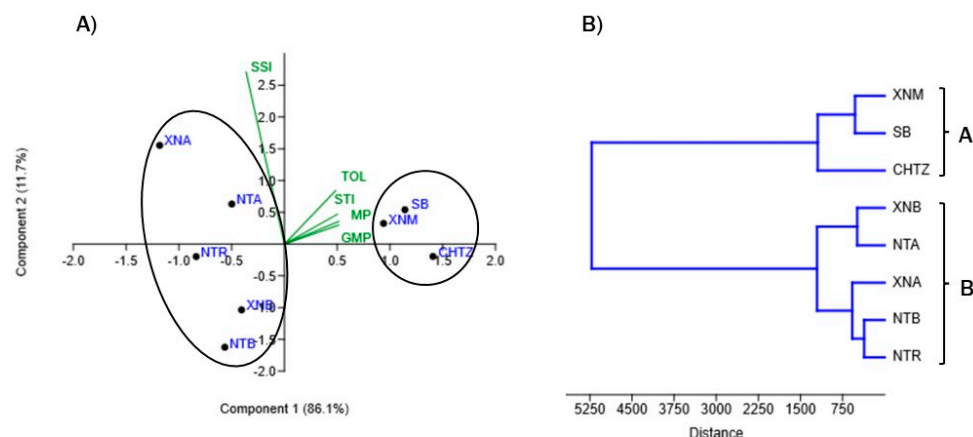 A)
B)
SSI
2.5
2.0
1.5
1.0
0.5
-0.5
-1.0
-1.5
-2.0
-2.0
-1.5
-1.0
-0.5
0.5
1.0
1.5
2.0
XNA
NTA
NTR
XNB
NTB
TOL
STI
MP
GMP
SB
XNM
CHTZ
Component 2 (11.7%)
Component 1 (86.1%)
XNM
SB
CHTZ
A
XNB
NTA
XNA
NTB
NTR
B
5250 4500 3750 3000 2250 1500 750
Distance